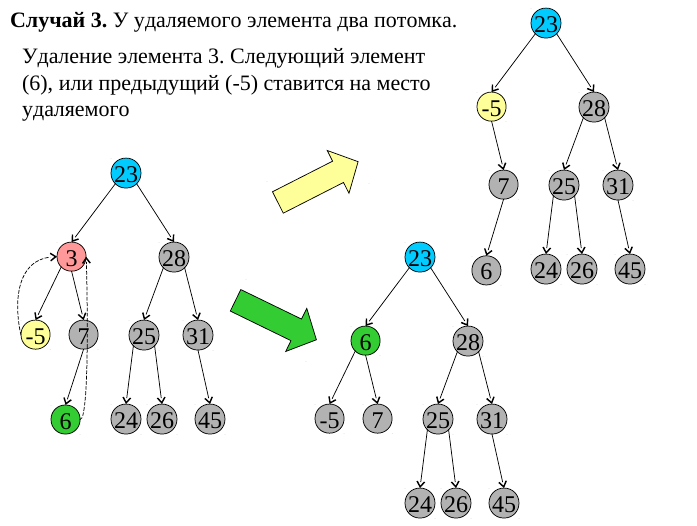 Случай 3. У удаляемого элемента два потомка.
Удаление элемента 3. Следующий элемент
(6), или предыдущий (-5) ставится на место
удаляемого
23
-5 28
7 25 31
6 24 26 45
23
3 28
-5 7 25 31
6 24 26 45
23
6 28
-5 7 25 31
24 26 45